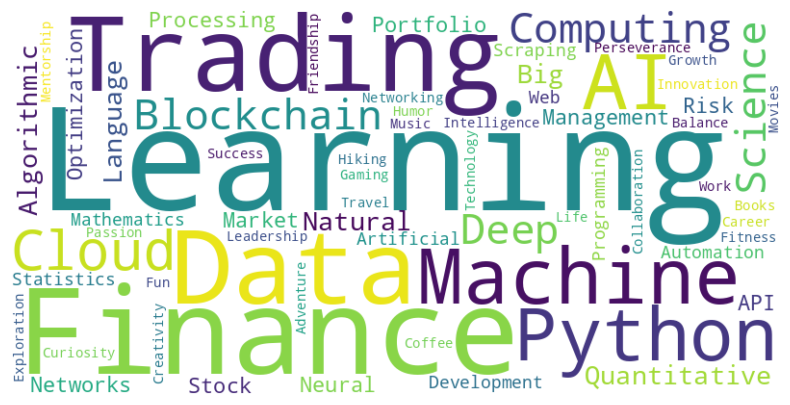 Processing
Portfolio
Computing
Trading
Friendship
Mentorship
Optimization
Algorithmic
Language
Scraping
Perseverance
Growth
Big
AI
Innovation
Science
Movies
Networking
Web
Blockchain
Humor
Music
Intelligence
Management
Risk
Balance
Learning
Success
Hiking
Gaming
Travel
Technology
Programming
Collaboration
Work
Books
Career
Fitness
Mathematics
Passion
Market
Natural
Leadership
Artificial
Deep
Life
Automation
Cloud
Data
Machine
Statistics
Fun
Adventure
API
Exploration
Finance
Curiosity
Creativity
Coffee
Python
Networks
Stock
Neural
Development
Quantitative